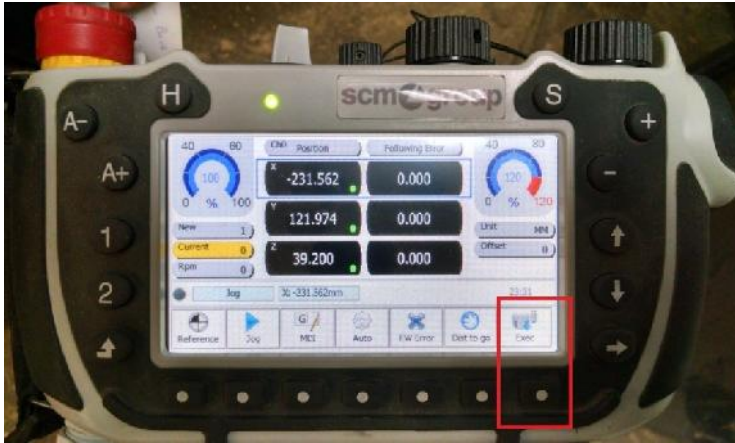 H
scm group
S
A-
+
40 80
Ch0 Position
Following Error
40 80
A+
100
X -231.562
0.000
120
-
0 % 100
0 % 120
1
New 1
Y 121.974
0.000
Unit MM
Current 0
Offset 0
2
Rpm 0
Z 39.200
0.000
Jog
X: -231.562mm
23:31
Reference
Jog
G
MDI
Auto
FW Error
Dist to go
Exec